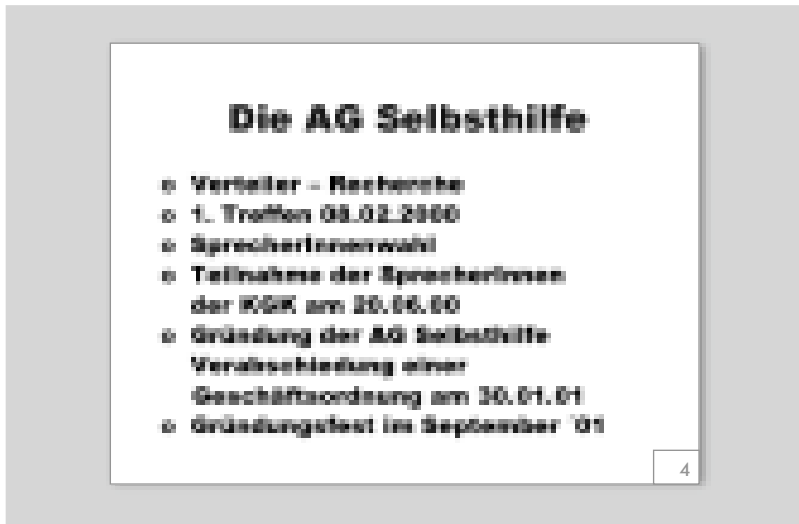 Die AG Selbsthilfe
o Verteiler – Recherche
o 1. Treffen 08.02.2000
o SprecherInnenwahl
o Teilnahme der SprecherInnen
der KGK am 20.06.00
o Gründung der AG Selbsthilfe
Verabschiedung einer
Geschäftsordnung am 30.01.01
o Gründungsfest im September ´01
4